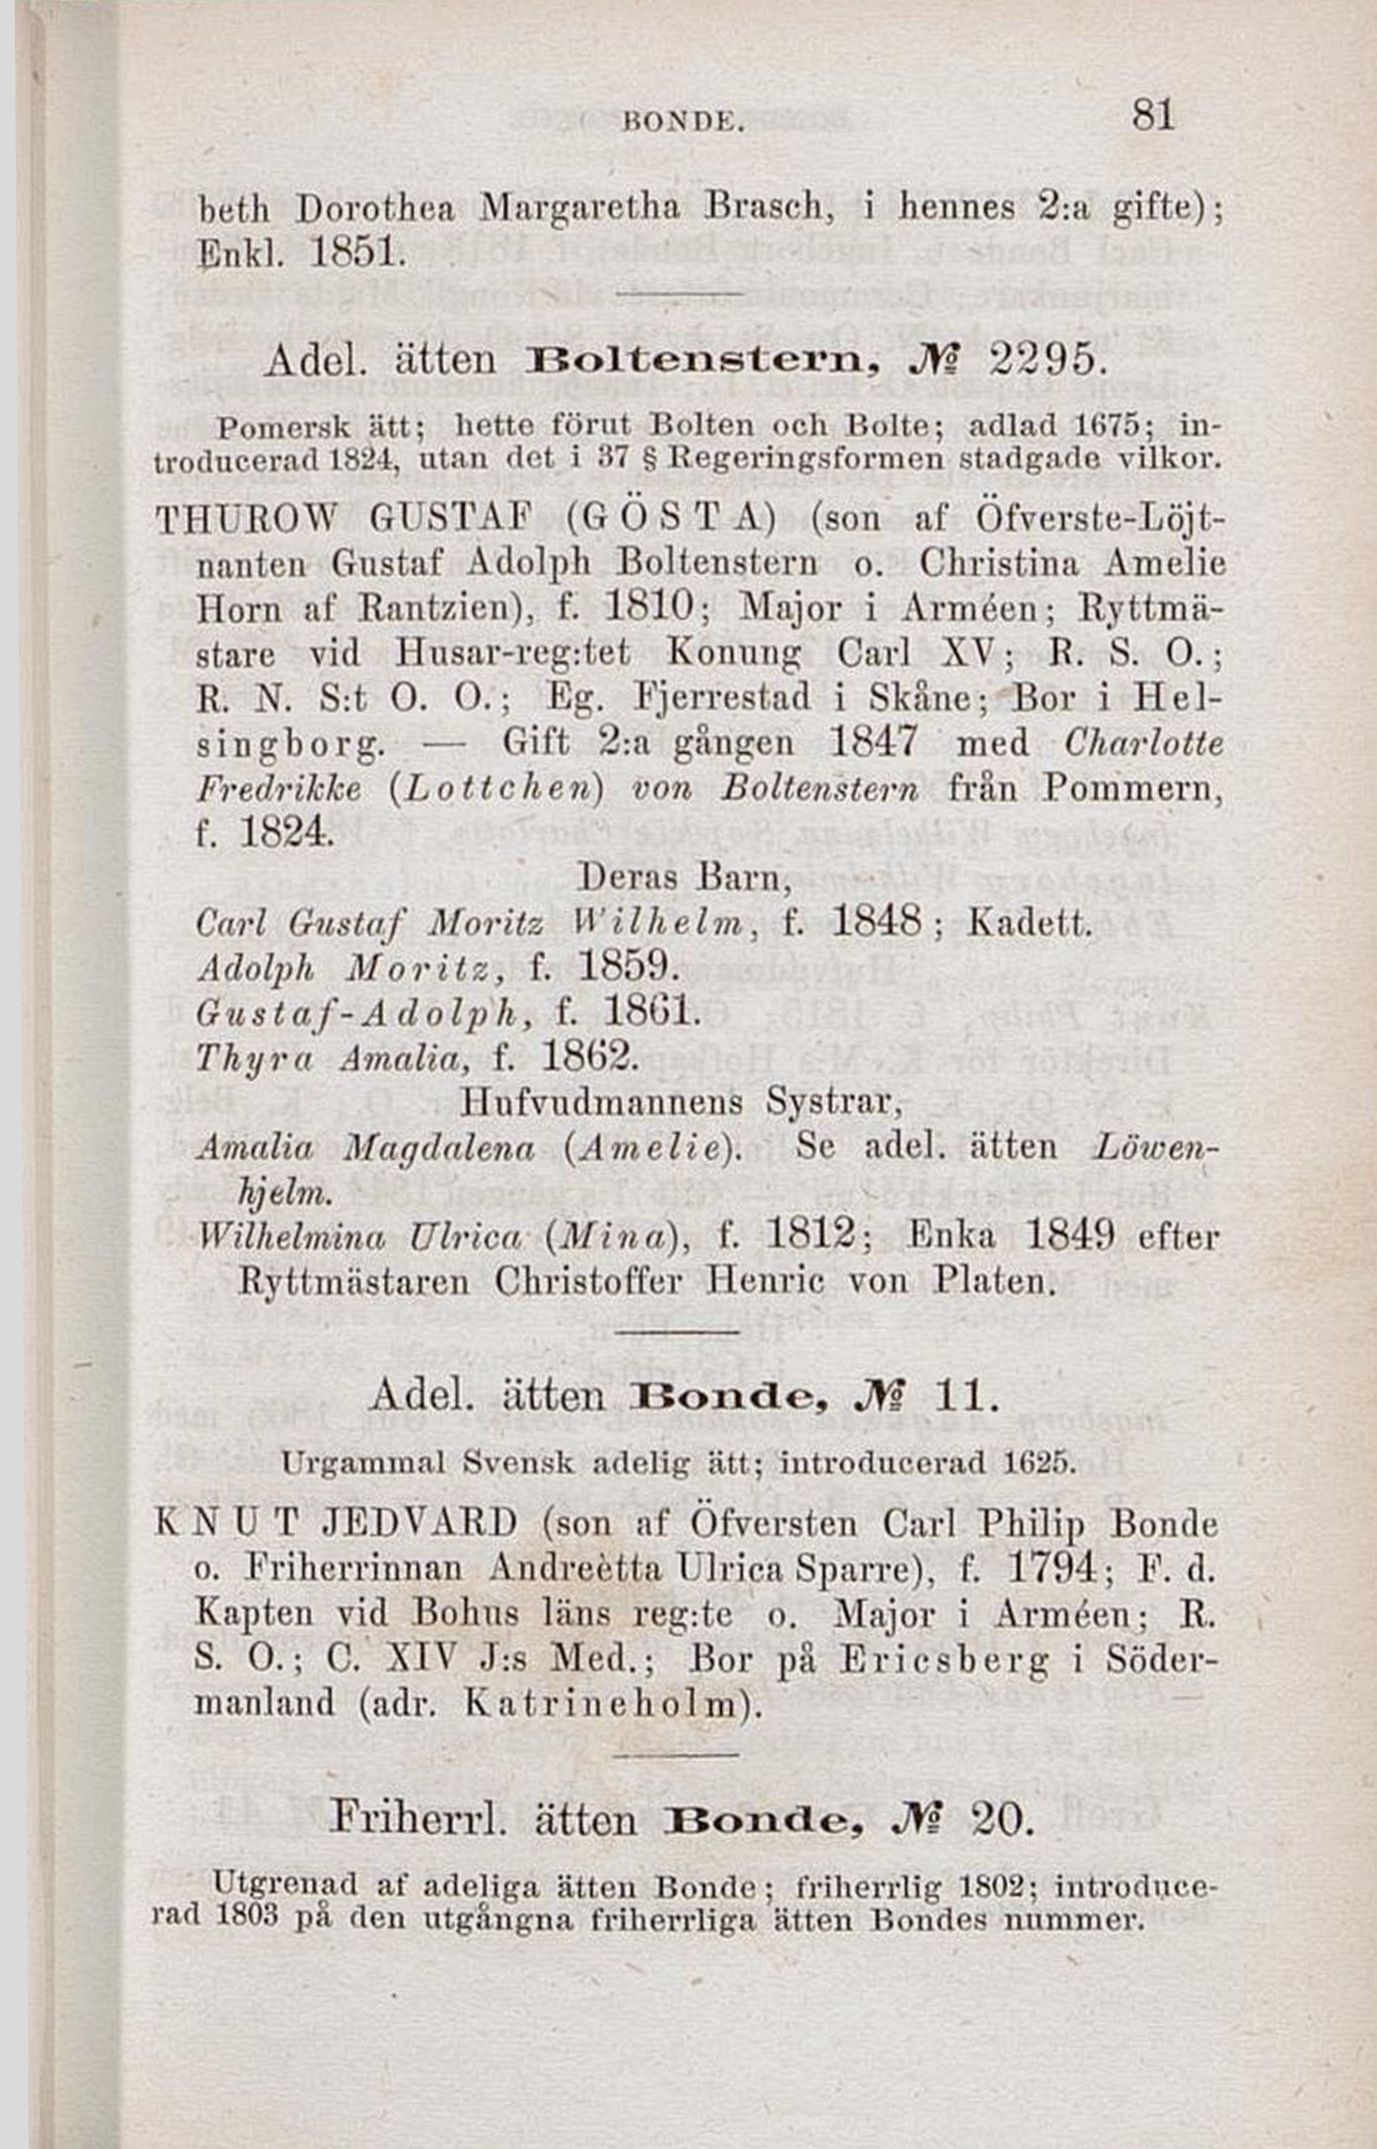 BONDE. 81
beth Dorothea Margaretha Brasch, i hennes 2:a gifte);
Enkl. 1851.
Adel. ätten Boltenstern, № 2295.
Pomersk ätt; hette förut Bolten och Bolte; adlad 1675; in-
troducerad 1824, utan det i 37 § Regeringsformen stadgade vilkor.
THUROW GUSTAF (GÖSTA) (son af Öfverste-Löjt-
nanten Gustaf Adolph Boltenstern o. Christina Amelie
Horn af Rantzien), f. 1810; Major i Arméen; Ryttmä-
stare vid Husar-reg:tet Konung Carl XV; R. S. O.;
R. N. S:t O. O.; Eg. Fjerrestad i Skåne; Bor i Hel-
singborg. — Gift 2:a gången 1847 med Charlotte
Fredrikke (Lottchen) von Boltenstern från Pommern,
f. 1824.
Deras Barn,
Carl Gustaf Moritz Wilhelm, f. 1848; Kadett.
Adolph Moritz, f. 1859.
Gustaf-Adolph, f. 1861.
Thyra Amalia, f. 1862.
Hufvudmannens Systrar,
Amalia Magdalena (Amelie). Se adel. ätten Löwen-
hjelm.
Wilhelmina Ulrica (Mina), f. 1812; Enka 1849 efter
Ryttmästaren Christoffer Henric von Platen.
Adel. ätten Bonde, № 11.
Urgammal Svensk adelig ätt; introducerad 1625.
KNUT JEDVARD (son af Öfversten Carl Philip Bonde
o. Friherrinnan Andreètta Ulrica Sparre), f. 1794; F. d.
Kapten vid Bohus läns reg:te o. Major i Arméen; R.
S. O.; C. XIV J:s Med.; Bor på Ericsberg i Söder-
manland (adr. Katrineholm).
Friherrl. ätten Bonde, № 20.
Utgrenad af adeliga ätten Bonde; friherrlig 1802; introduce-
rad 1803 på den utgångna friherrliga ätten Bondes nummer.